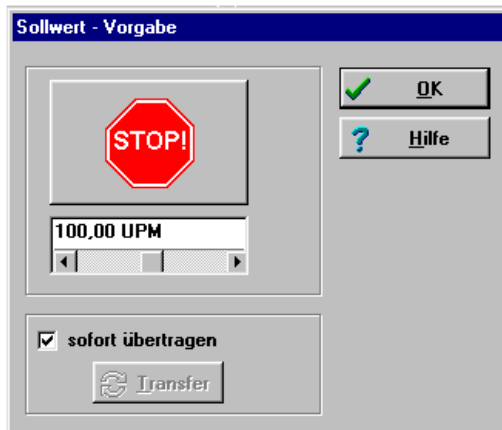 Sollwert - Vorgabe
STOP!
OK
Hilfe
100,00 UPM
sofort übertragen
Transfer